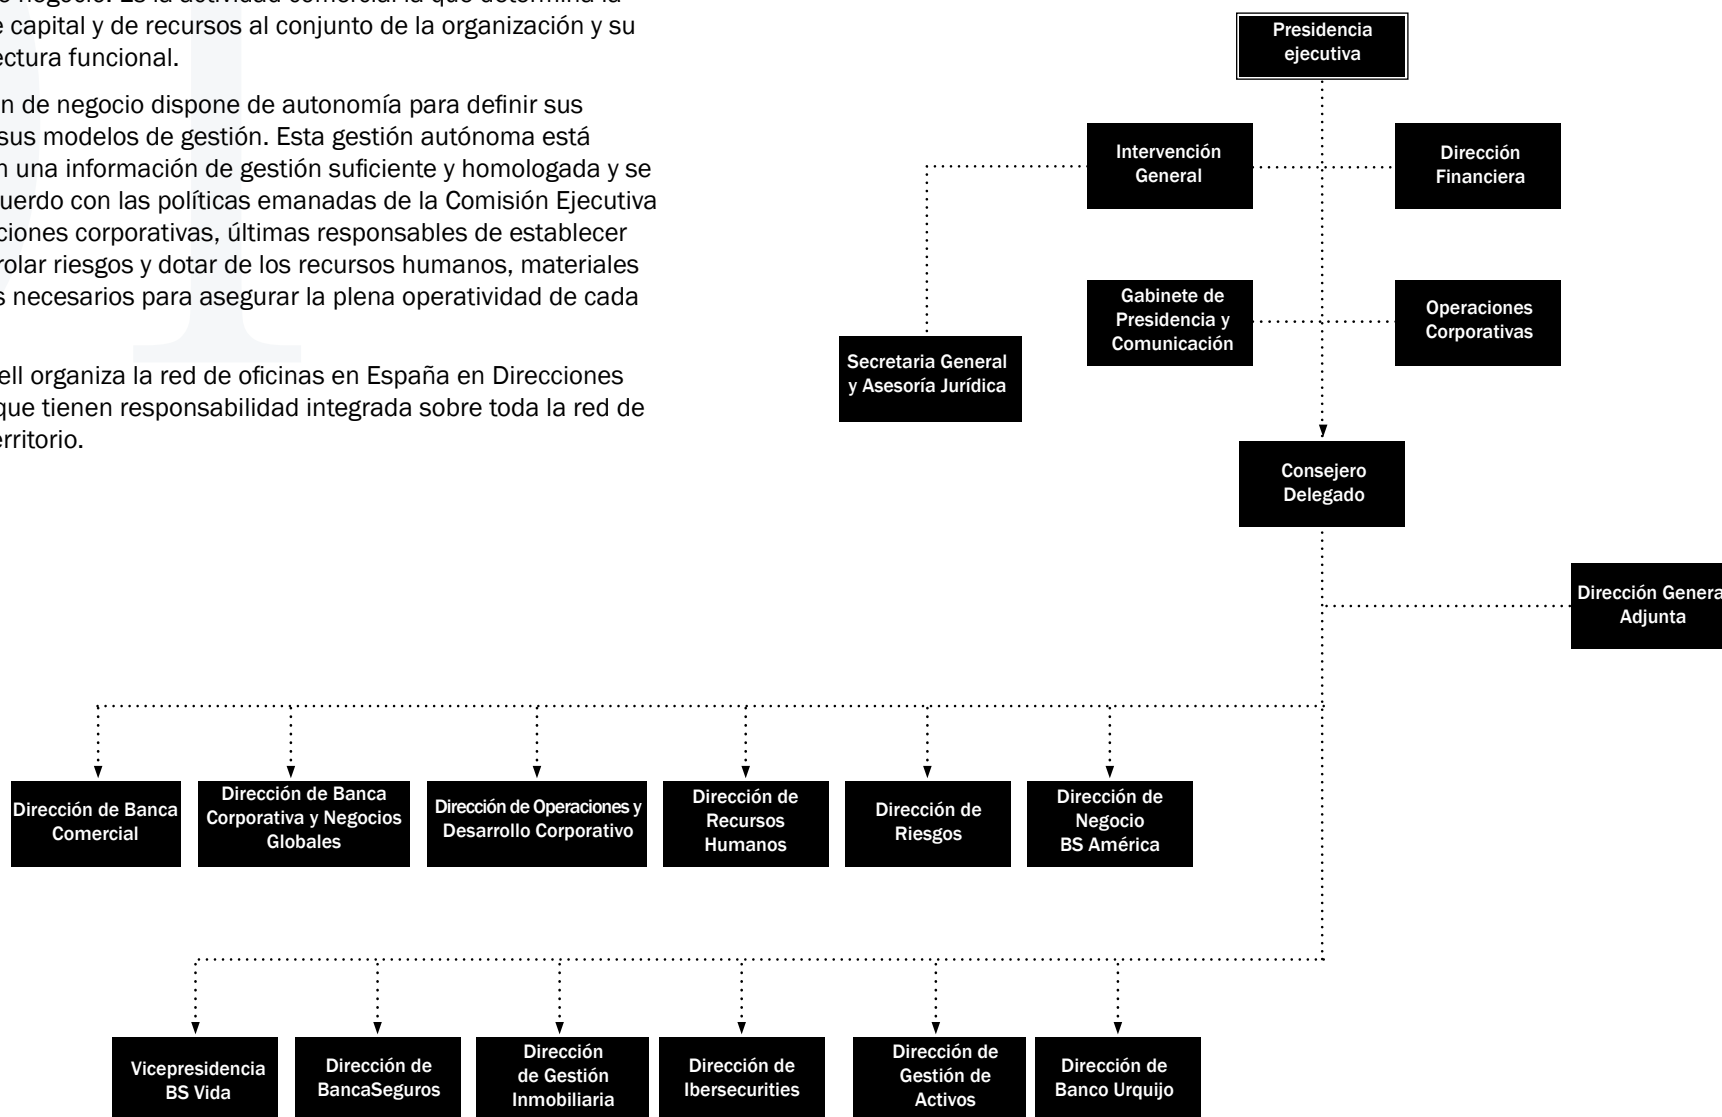 negocio. Es la actividad comercial la que determina la
capital y de recursos al conjunto de la organización y su
funcional.
de negocio dispone de autonomía para definir sus
sus modelos de gestión. Esta gestión autónoma está
una información de gestión suficiente y homologada y se
con las políticas emanadas de la Comisión Ejecutiva
corporativas, últimas responsables de establecer
riesgos y dotar de los recursos humanos, materiales
necesarios para asegurar la plena operatividad de cada
organiza la red de oficinas en España en Direcciones
que tienen responsabilidad integrada sobre toda la red de
Presidencia
ejecutiva
Intervención
General
Dirección
Financiera
Gabinete de
Presidencia y
Comunicación
Operaciones
Corporativas
Secretaria General
y Asesoría Jurídica
Consejero
Delegado
Dirección Genera
Adjunta
Dirección de Banca
Comercial
Dirección de Banca
Corporativa y Negocios
Globales
Dirección de Operaciones y
Desarrollo Corporativo
Dirección de
Recursos
Humanos
Dirección de
Riesgos
Dirección de
Negocio
BS América
Vicepresidencia
BS Vida
Dirección de
BancaSeguros
Dirección
de Gestión
Inmobiliaria
Dirección de
Ibersecurities
Dirección de
Gestión de
Activos
Dirección de
Banco Urquijo